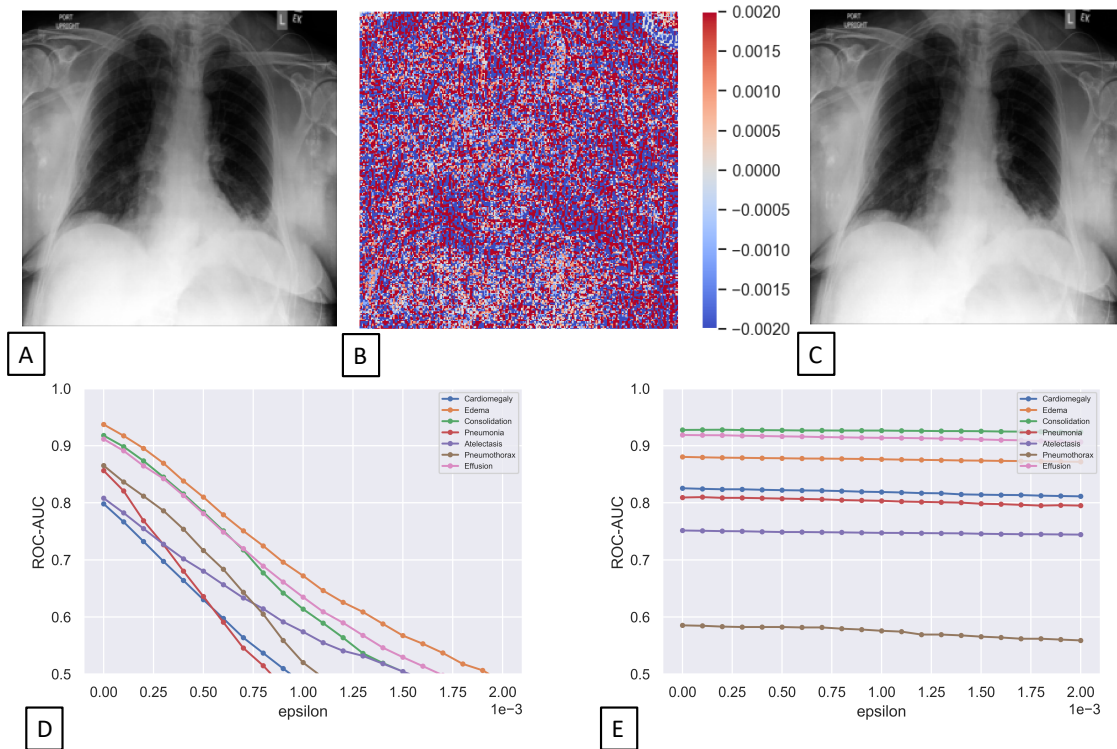 PORT
UPRIGHT
L
EK
0.0020
0.0015
0.0010
0.0005
0.0000
−0.0005
−0.0010
−0.0015
−0.0020
PORT
UPRIGHT
L
EK
A
B
C
1.0
0.9
0.8
0.7
0.6
0.5
ROC-AUC
Cardiomegaly
Edema
Consolidation
Pneumonia
Atelectasis
Pneumothorax
Effusion
0.00 0.25 0.50 0.75 1.00 1.25 1.50 1.75 2.00
1e−3
epsilon
D
1.0
0.9
0.8
0.7
0.6
0.5
ROC-AUC
Cardiomegaly
Edema
Consolidation
Pneumonia
Atelectasis
Pneumothorax
Effusion
0.00 0.25 0.50 0.75 1.00 1.25 1.50 1.75 2.00
1e−3
epsilon
E